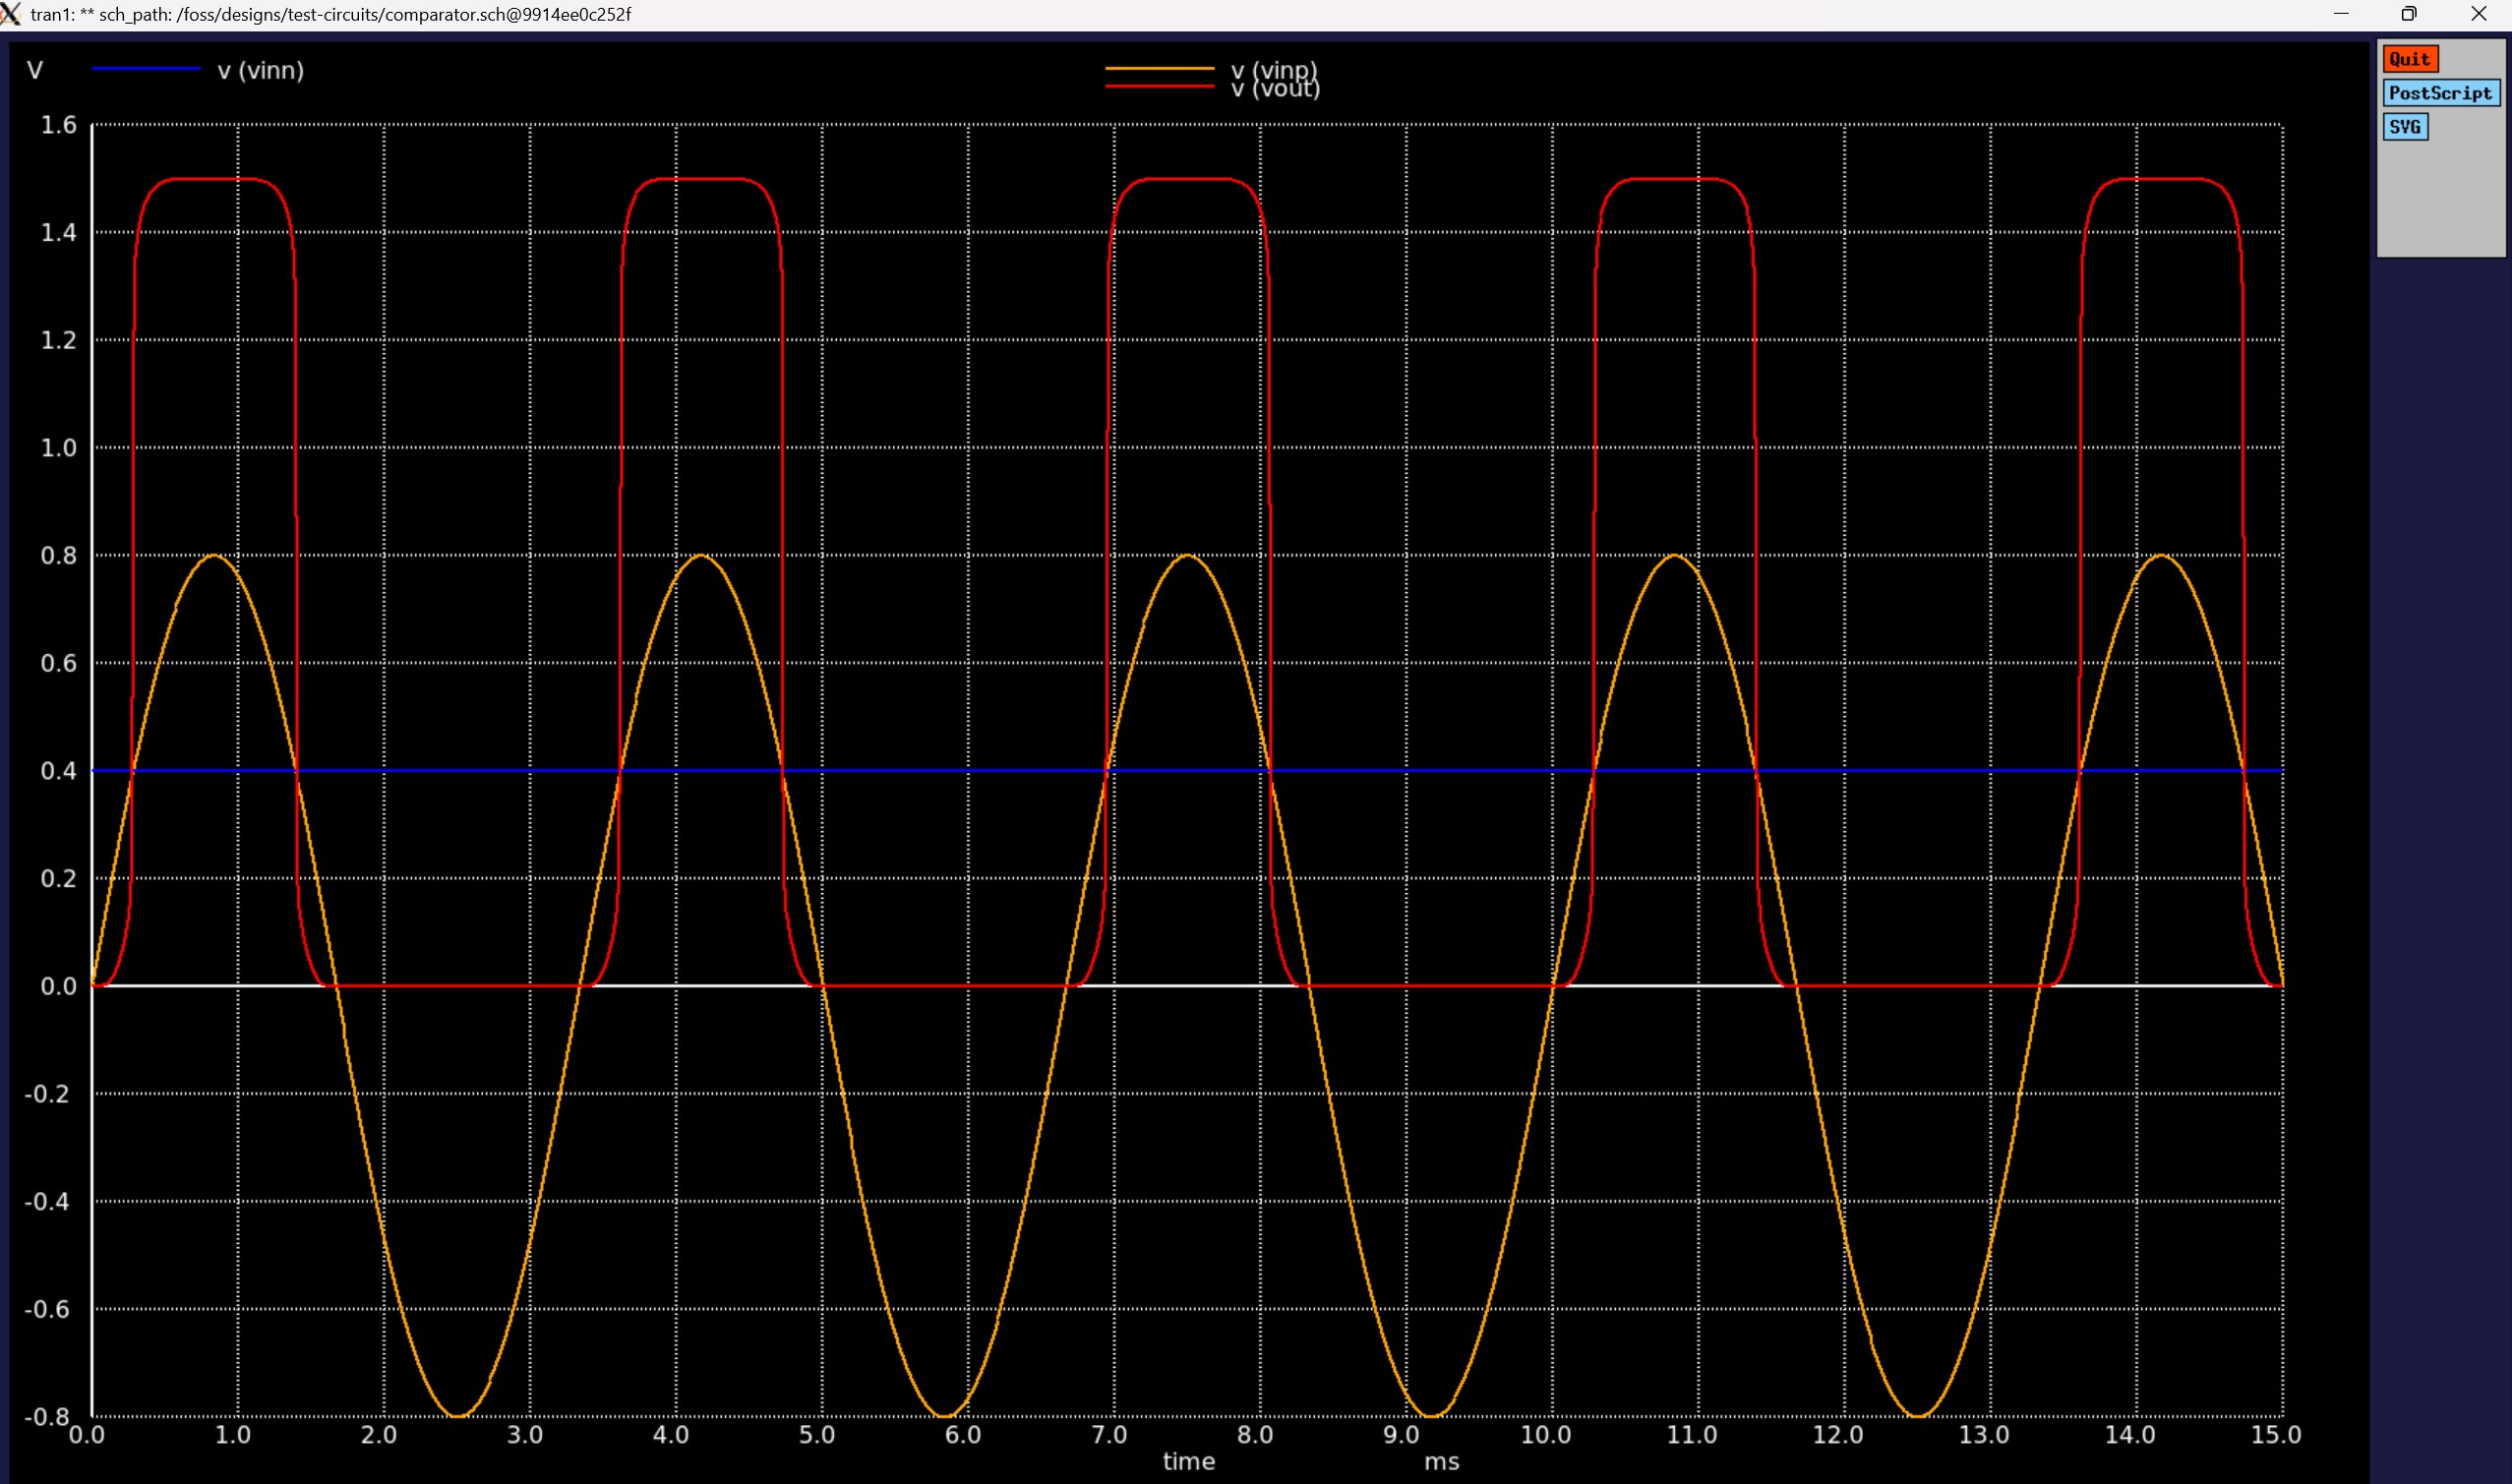 tran1: ** sch_path: /foss/designs/test-circuits/comparator.sch@9914ee0c252f
Quit
PostScript
SVG
V
v (vinn)
v (vinp)
v (vout)
1.6
1.4
1.2
1.0
0.8
0.6
0.4
0.2
0.0
-0.2
-0.4
-0.6
-0.8
0.0 1.0 2.0 3.0 4.0 5.0 6.0 7.0 8.0 9.0 10.0 11.0 12.0 13.0 14.0 15.0
time ms